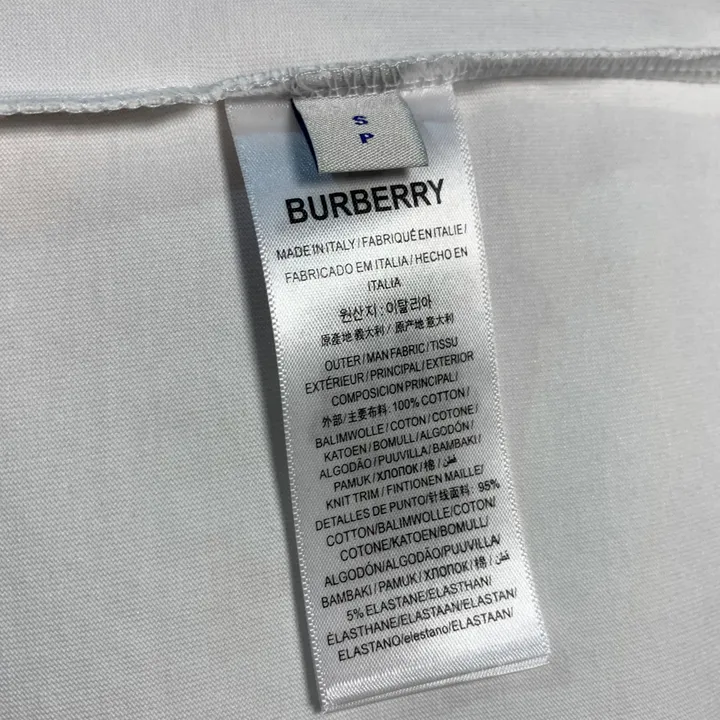 S
P
BURBERRY
MADE IN ITALY / FABRIQUÉ EN ITALIE /
FABRICADO EM ITALIA / HECHO EN
ITALIA
원산지 : 이탈리아
原產地 義大利 / 原产地 意大利
OUTER / MAN FABRIC / TISSU
EXTÉRIEUR / PRINCIPAL / EXTERIOR
COMPOSICION PRINCIPAL /
外部/主要布料: 100% COTTON /
BALIMWOLLE / COTON / COTONE /
KATOEN / BOMULL / ALGODÓN /
ALGODÃO / PUUVILLA / BAMBAKI /
PAMUK / ХЛОПОК / 棉 / قطن /
KNIT TRIM / FINTIONEN MAILLE /
DETALLES DE PUNTO/针线面料: 95%
COTTON/BALIMWOLLE/COTON/
COTONE/KATOEN/BOMULL/
ALGODÓN/ALGODÃO/PUUVILLA/
BAMBAKI / PAMUK / ХЛОПОК / 棉 / قطن /
5% ELASTANE/ELASTHAN/
ÉLASTHANE/ELASTAAN/ELASTAN/
ELASTANO/elestano/ELASTAAN/